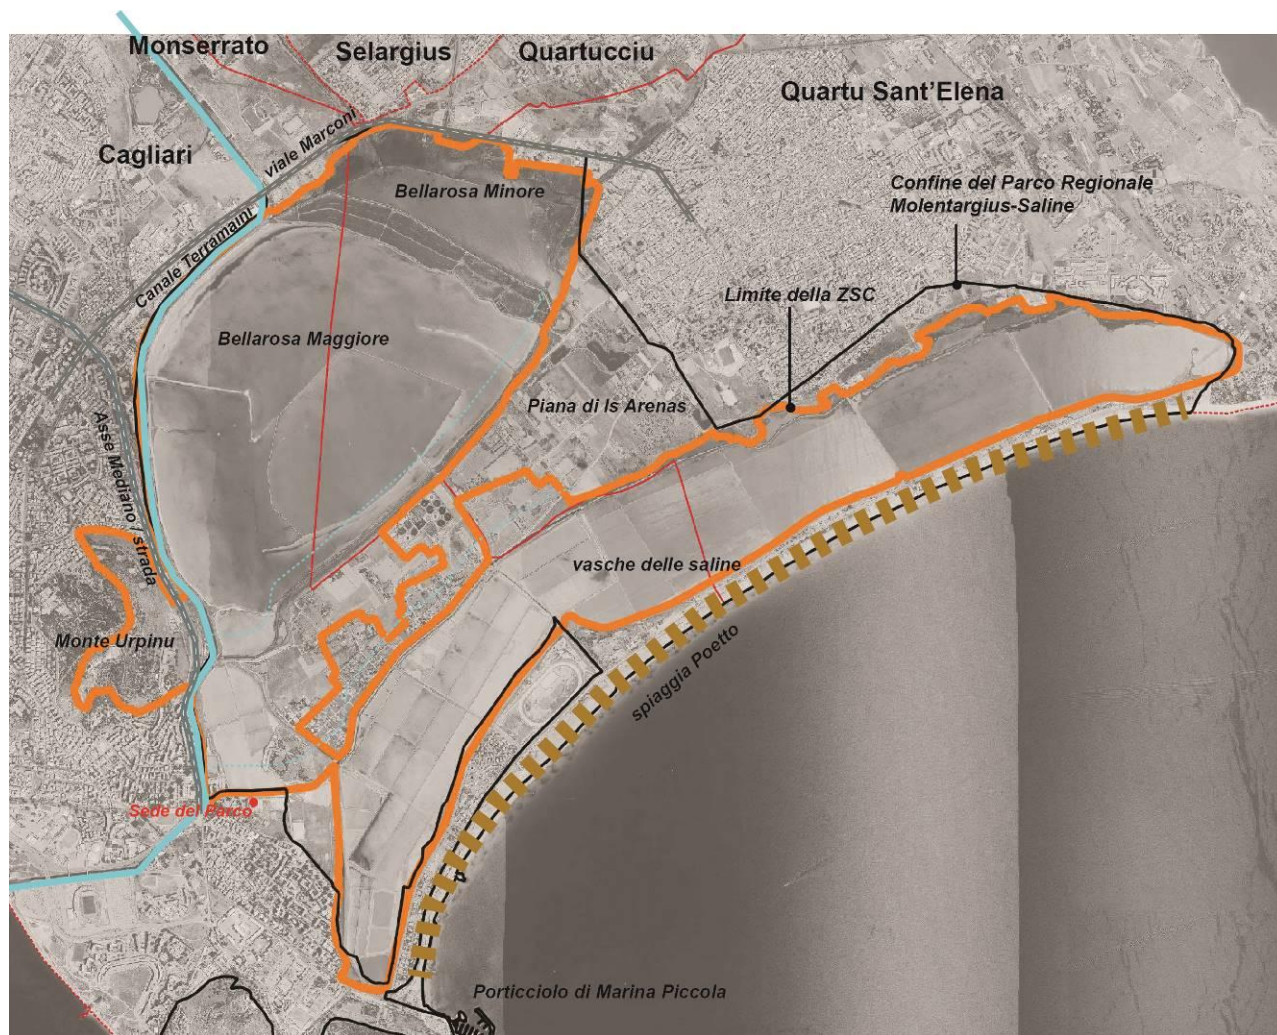 Monserrato
Selargius
Quartucciu
Quartu Sant'Elena
Cagliari
viale Marconi
Bellarosa Minore
Confine del Parco Regionale
Molentargius-Saline
Canale Terramaini
Limite della ZSC
Bellarosa Maggiore
Piana di Is Arenas
Asse Mediano / strada
vasche delle saline
Monte Urpinu
spiaggia Poetto
Sede del Parco
Porticciolo di Marina Piccola